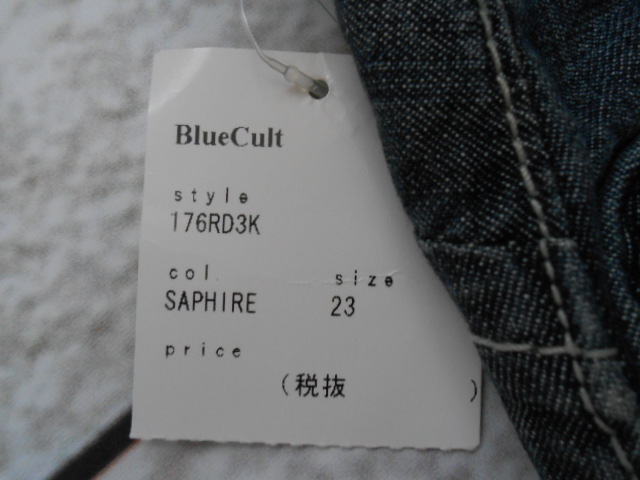 BlueCult
style
176RD3K
col. size
SAPHIRE 23
price
(税抜 )